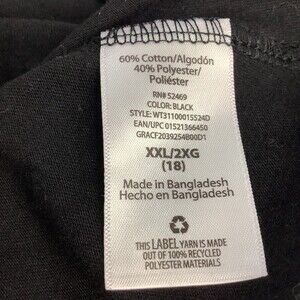 60% Cotton/Algodón
40% Polyester/
Poliéster
RN# 52469
COLOR: BLACK
STYLE: WT31100015524D
EAN/UPC 01521366450
GRACF2039254B00D1
XXL/2XG
(18)
Made in Bangladesh
Hecho en Bangladesh
THIS LABEL YARN IS MADE
OUT OF 100% RECYCLED
POLYESTER MATERIALS